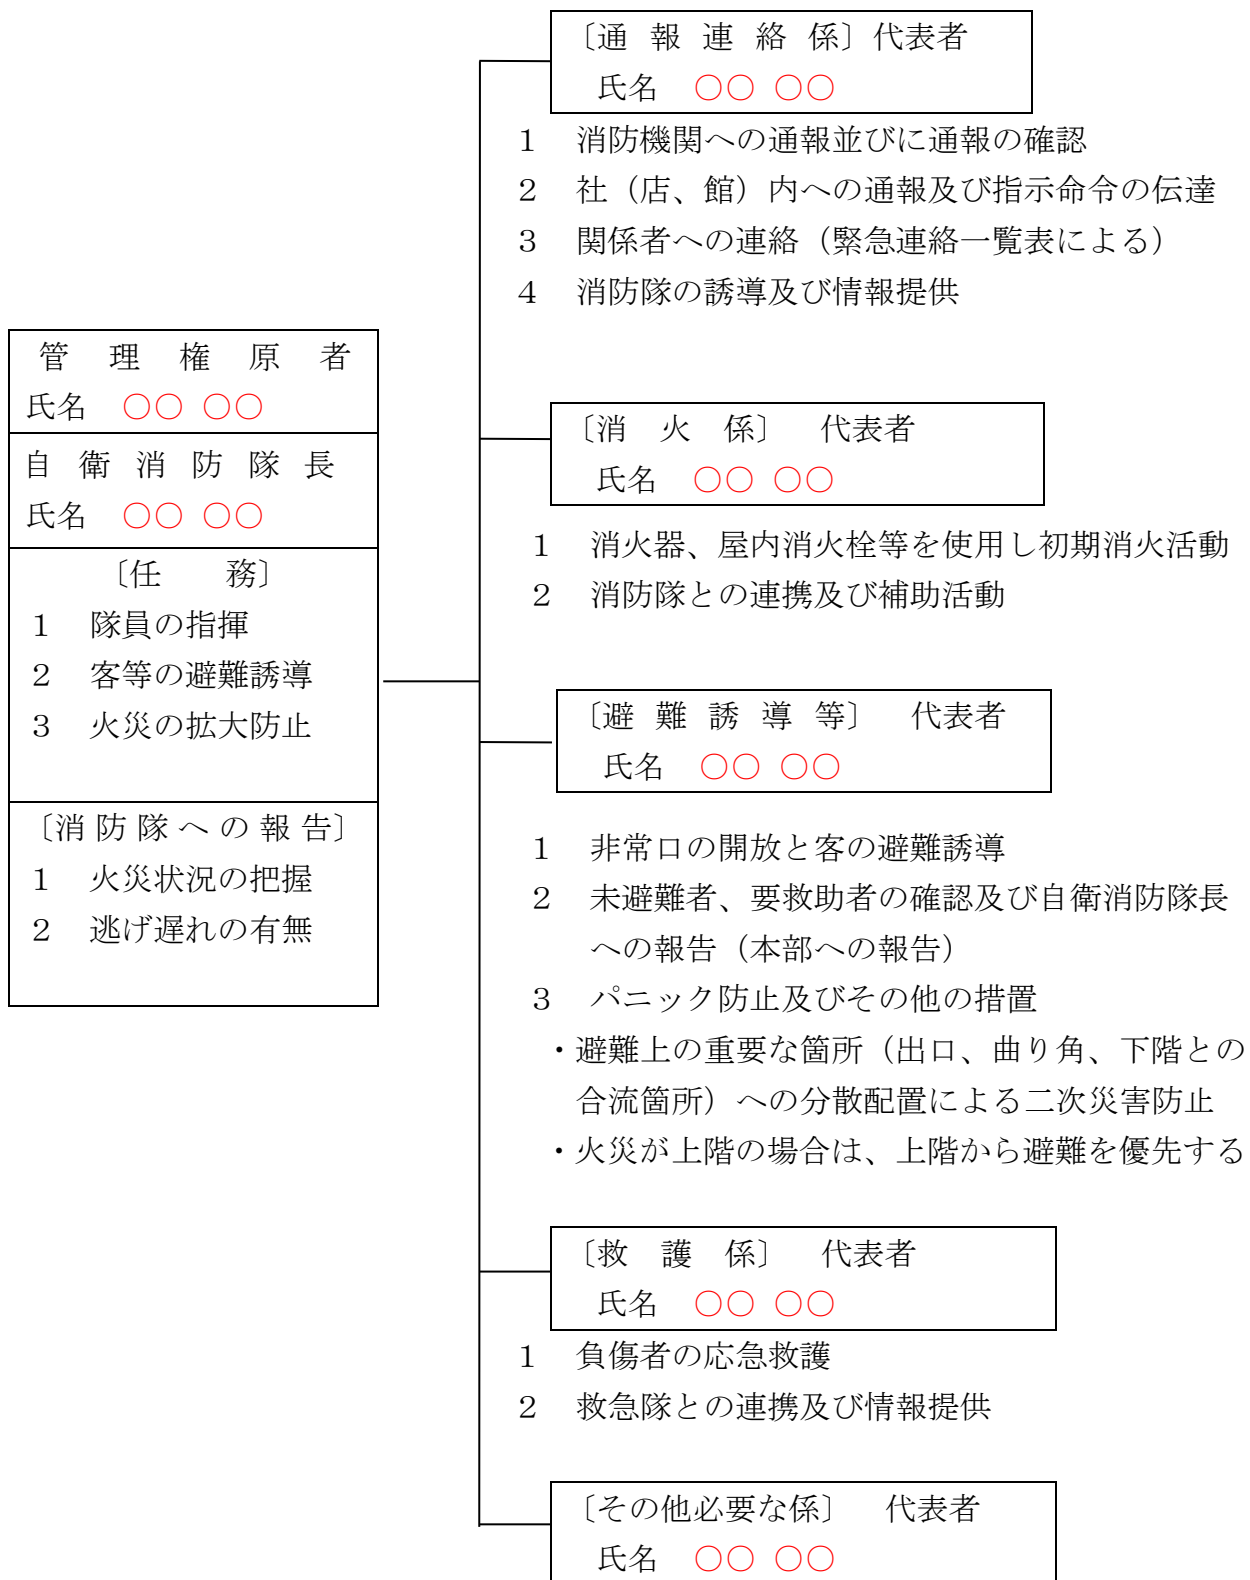 管理権原者
氏名　〇〇 〇〇
自衛消防隊長
氏名　〇〇 〇〇
〔任　務〕
１　隊員の指揮
２　客等の避難誘導
３　火災の拡大防止
〔消防隊への報告〕
１　火災状況の把握
２　逃げ遅れの有無
〔通報連絡係〕代表者
氏名　〇〇 〇〇
１　消防機関への通報並びに通報の確認
２　社（店、館）内への通報及び指示命令の伝達
３　関係者への連絡（緊急連絡一覧表による）
４　消防隊の誘導及び情報提供
〔消火係〕　代表者
氏名　〇〇 〇〇
１　消火器、屋内消火栓等を使用し初期消火活動
２　消防隊との連携及び補助活動
〔避難誘導等〕　代表者
氏名　〇〇 〇〇
１　非常口の開放と客の避難誘導
２　未避難者、要救助者の確認及び自衛消防隊長
への報告（本部への報告）
３　パニック防止及びその他の措置
・避難上の重要な箇所（出口、曲り角、下階との
合流箇所）への分散配置による二次災害防止
・火災が上階の場合は、上階から避難を優先する
〔救護係〕　代表者
氏名　〇〇 〇〇
１　負傷者の応急救護
２　救急隊との連携及び情報提供
〔その他必要な係〕　代表者
氏名　〇〇 〇〇